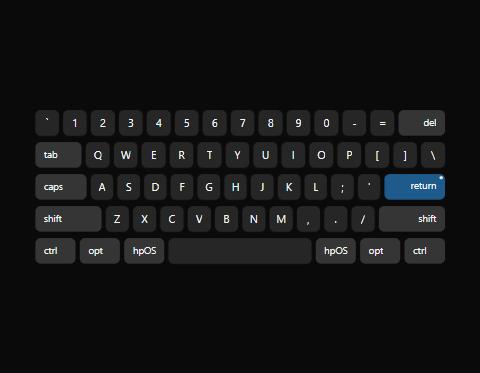 ` 1 2 3 4 5 6 7 8 9 0 - = del
tab Q W E R T Y U I O P [ ] \
caps A S D F G H J K L ; ' return
shift Z X C V B N M , . / shift
ctrl opt hpOS hpOS opt ctrl